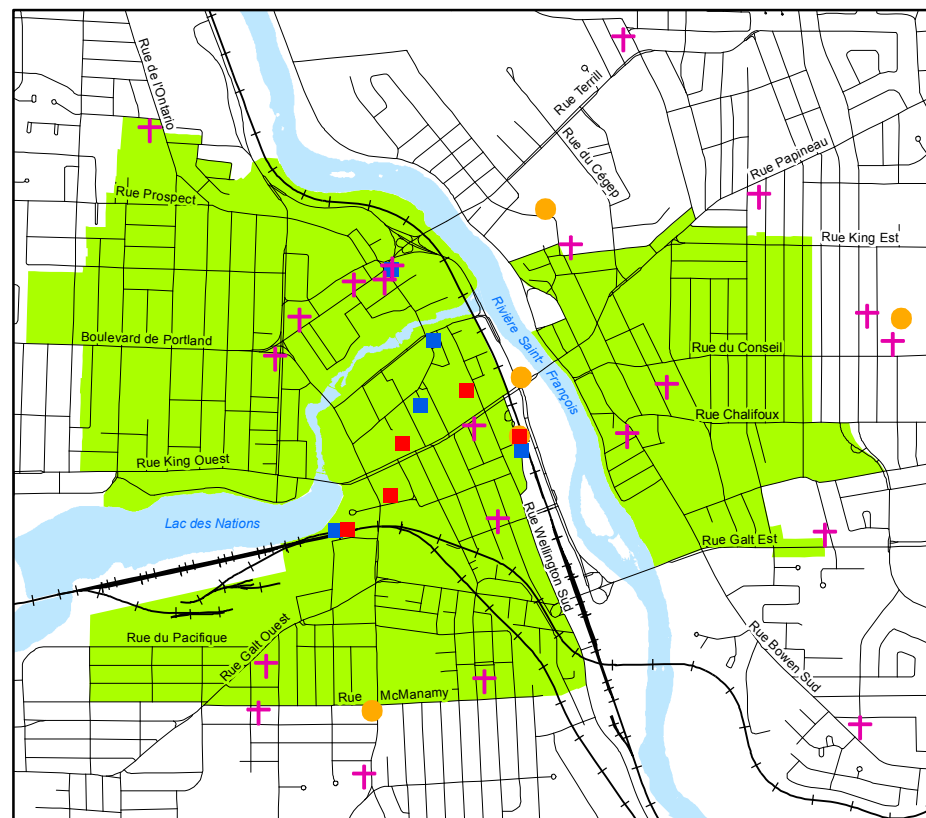 Rue de l'Ontario
Rue Terrill
Rue du Cégep
Rue Papineau
Rue Prospect
Rue King Est
Boulevard de Portland
Rivière Saint- François
Rue du Conseil
Rue Chalifoux
Rue King Ouest
Lac des Nations
Rue Wellington Sud
Rue Galt Est
Rue du Pacifique
Rue Galt Ouest
Rue Bowen Sud
Rue McManamy